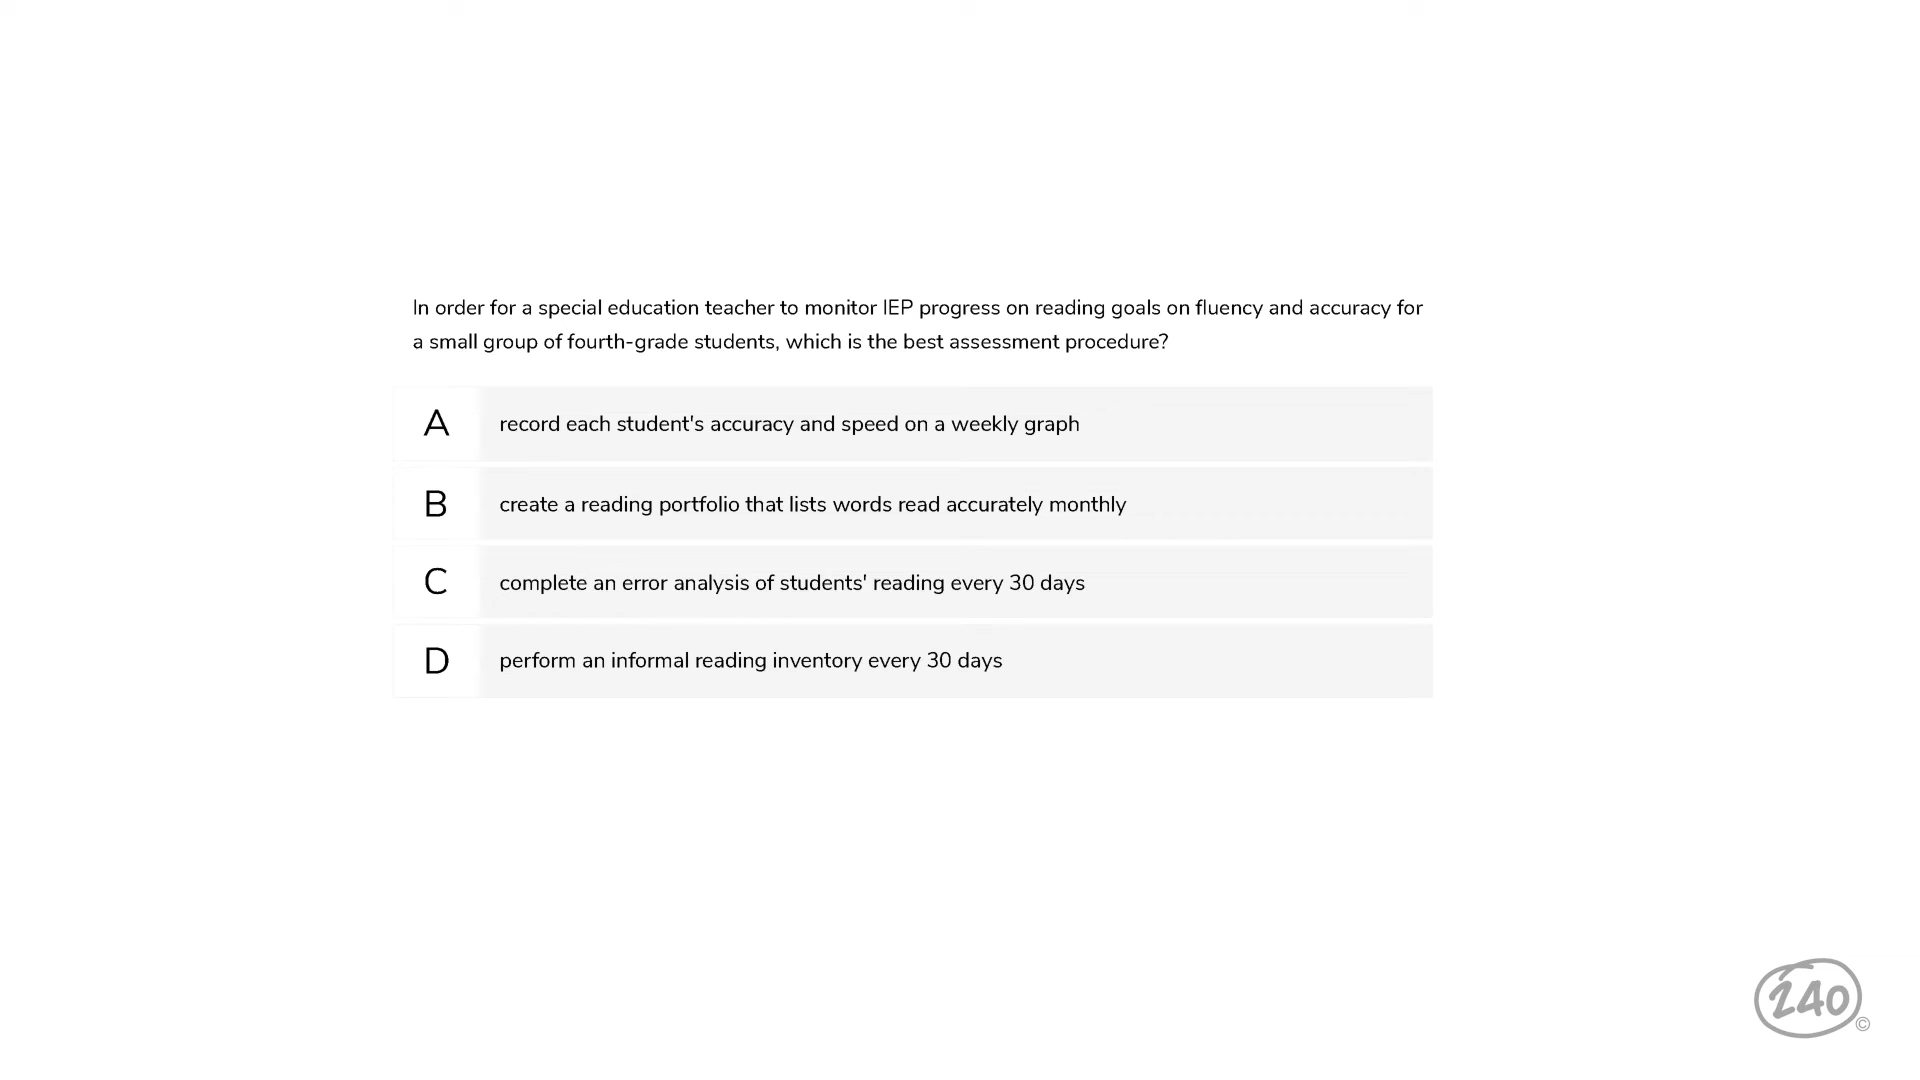 In order for a special education teacher to monitor IEP progress on reading goals on fluency and accuracy for
a small group of fourth-grade students, which is the best assessment procedure?
A record each student's accuracy and speed on a weekly graph
B create a reading portfolio that lists words read accurately monthly
C complete an error analysis of students' reading every 30 days
D perform an informal reading inventory every 30 days
240 ©